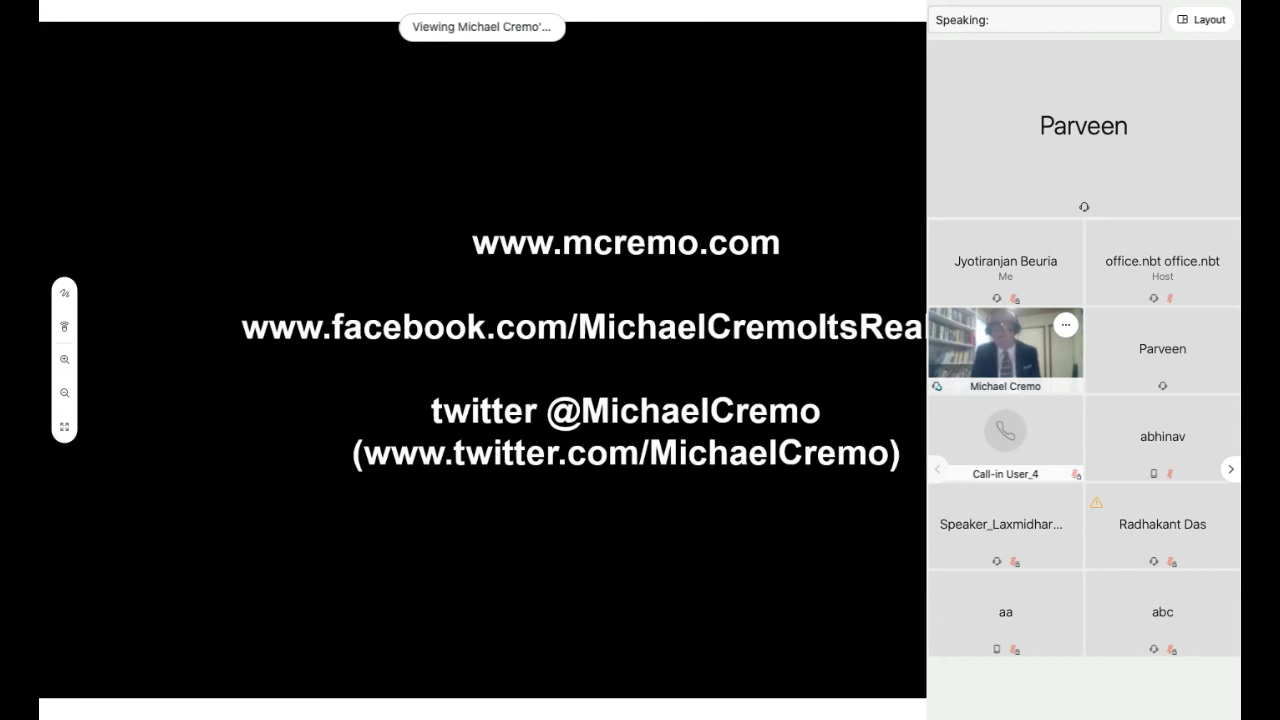 Viewing Michael Cremo'...
Speaking:
Layout
www.mcremo.com
www.facebook.com/MichaelCremoItsRea
twitter @MichaelCremo
(www.twitter.com/MichaelCremo)
Parveen
Jyotiranjan Beuria
Me
office.nbt office.nbt
Host
Michael Cremo
Parveen
Call-in User_4
abhinav
Speaker_Laxmidhar...
Radhakant Das
aa
abc